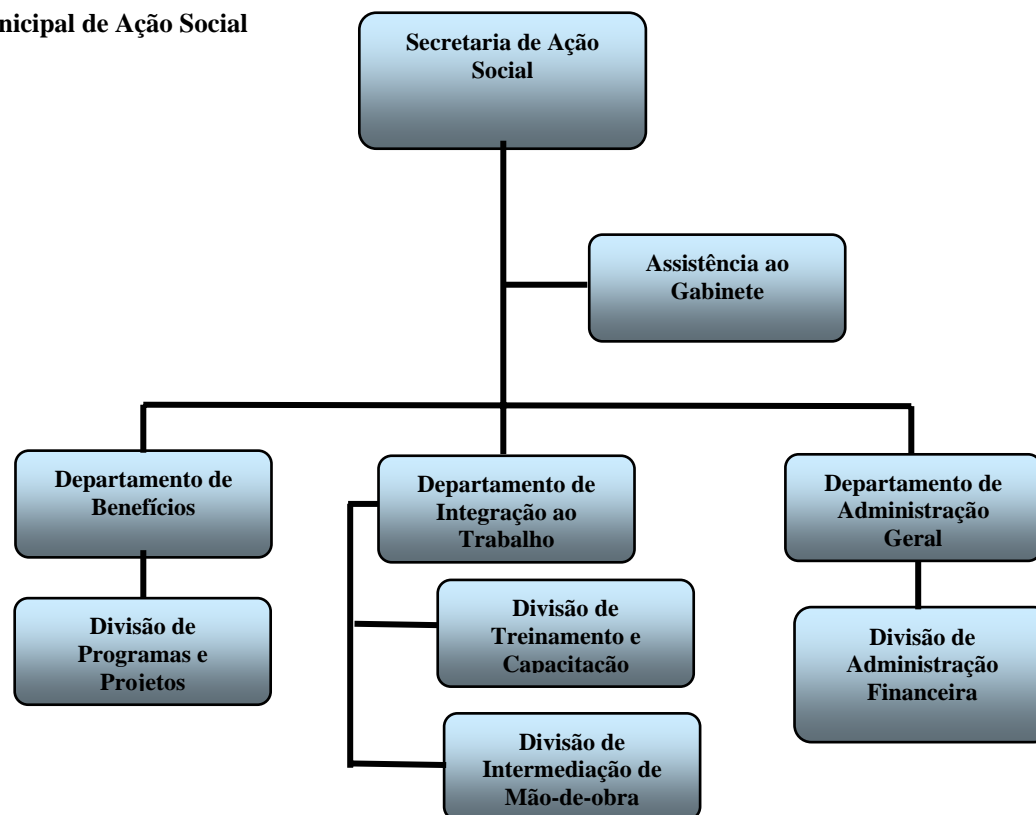 nicipal de Ação Social
Secretaria de Ação
Social
Assistência ao
Gabinete
Departamento de
Benefícios
Departamento de
Integração ao
Trabalho
Departamento de
Administração
Geral
Divisão de
Programas e
Projetos
Divisão de
Treinamento e
Capacitação
Divisão de
Administração
Financeira
Divisão de
Intermediação de
Mão-de-obra